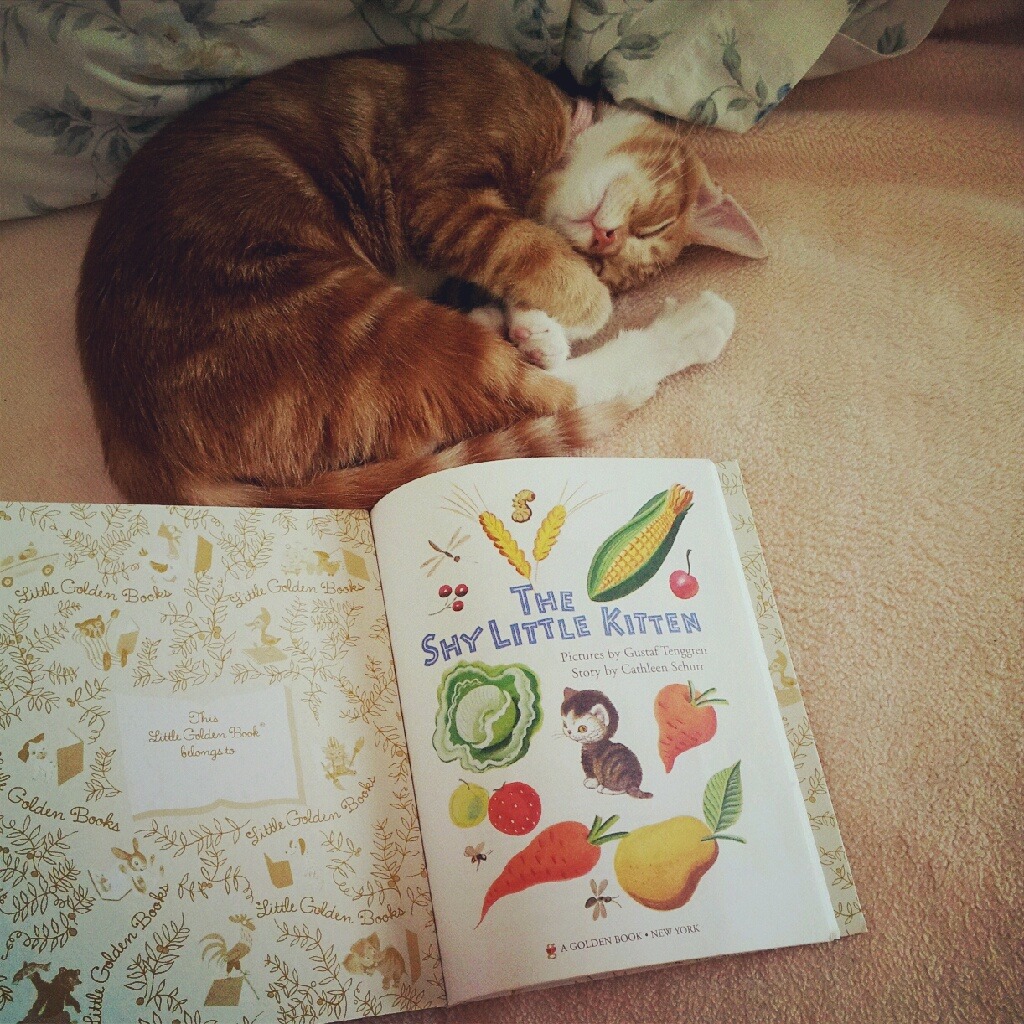 Little Golden Books
Little Golden Books
This
Little Golden Book®
belongs to
Golden Books
Little Golden Book
Little Golden Books
Little Golden Books
THE
SHY LITTLE KITTEN
Pictures by Gustaf Tenggren
Story by Cathleen Schurr
A GOLDEN BOOK • NEW YORK